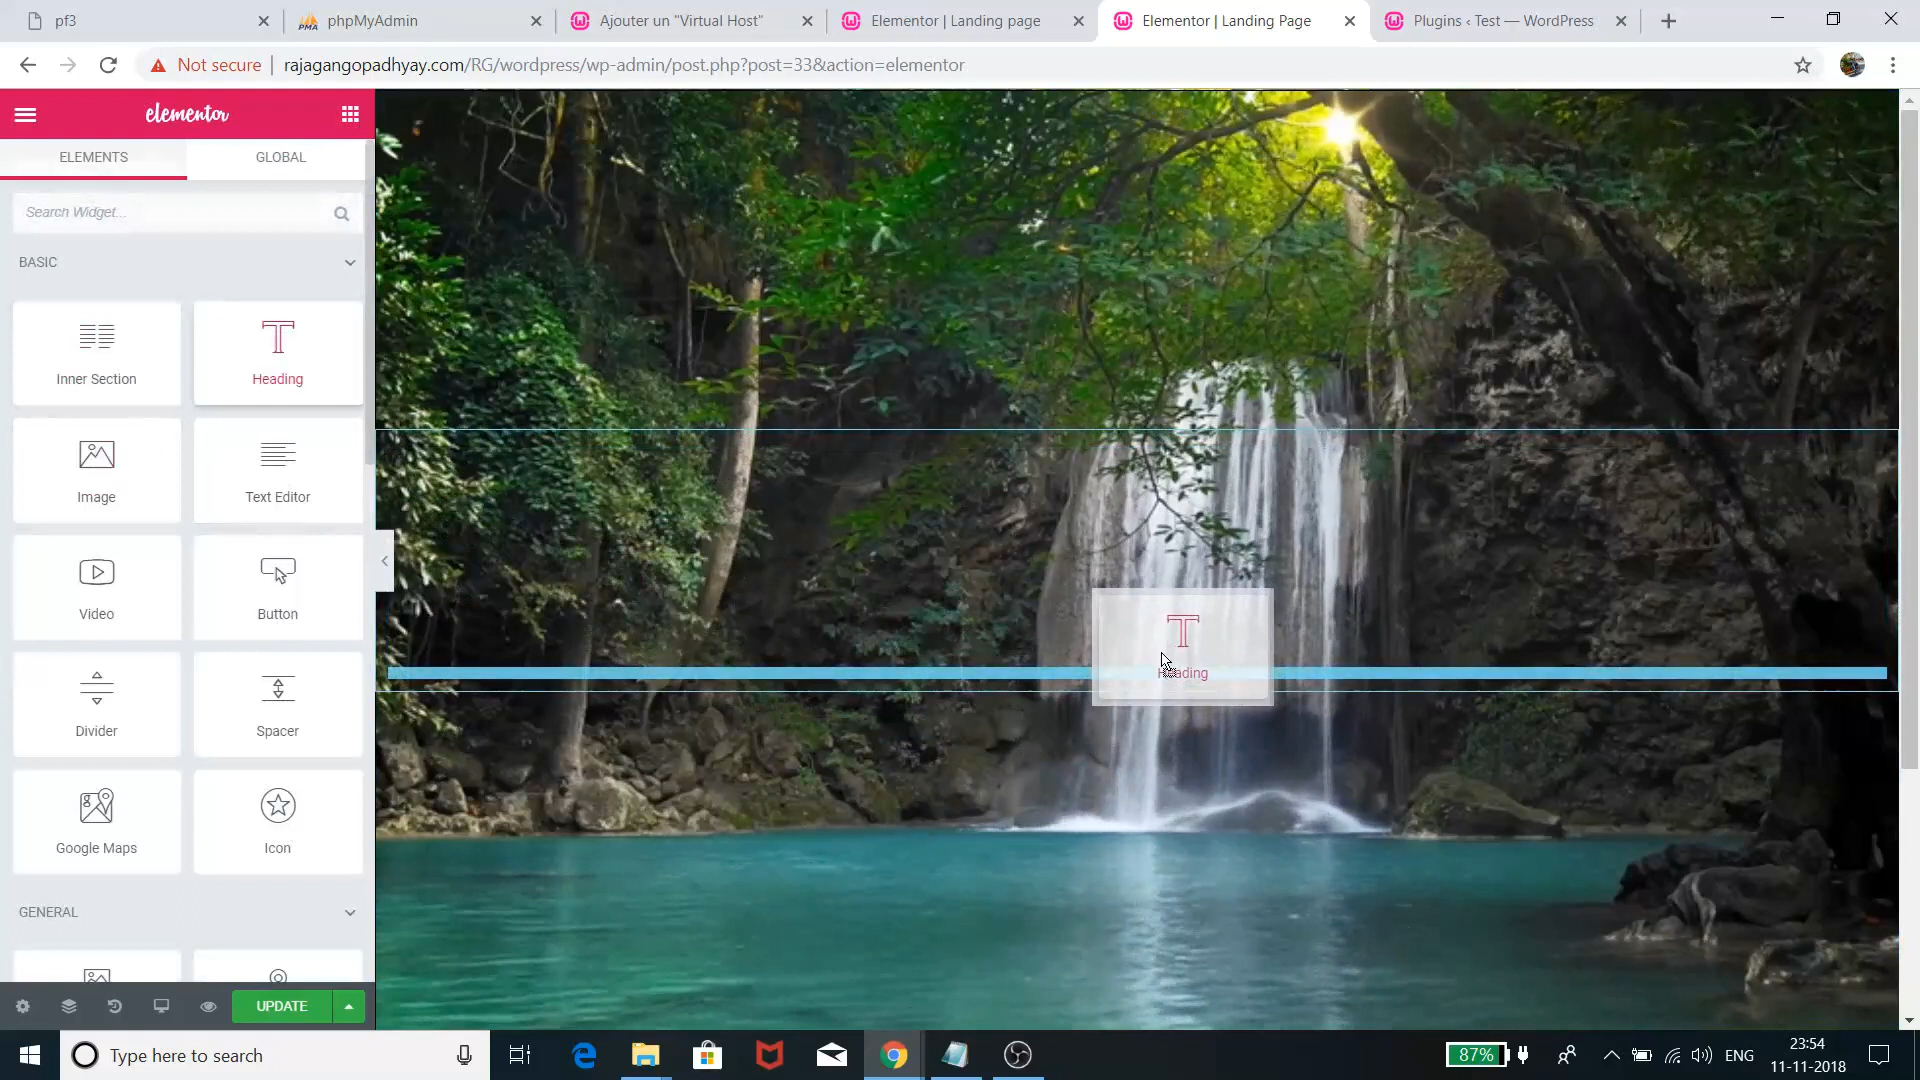 pf3
phpMyAdmin
Ajouter un "Virtual Host"
Elementor | Landing page
Elementor | Landing Page
Plugins ‹ Test — WordPress
Not secure
rajagangopadhyay.com/RG/wordpress/wp-admin/post.php?post=33&action=elementor
elementor
ELEMENTS
GLOBAL
Search Widget...
BASIC
Inner Section
Heading
Image
Text Editor
Video
Button
Heading
Divider
Spacer
Google Maps
Icon
GENERAL
UPDATE
Type here to search
87%
ENG
23:54
11-11-2018